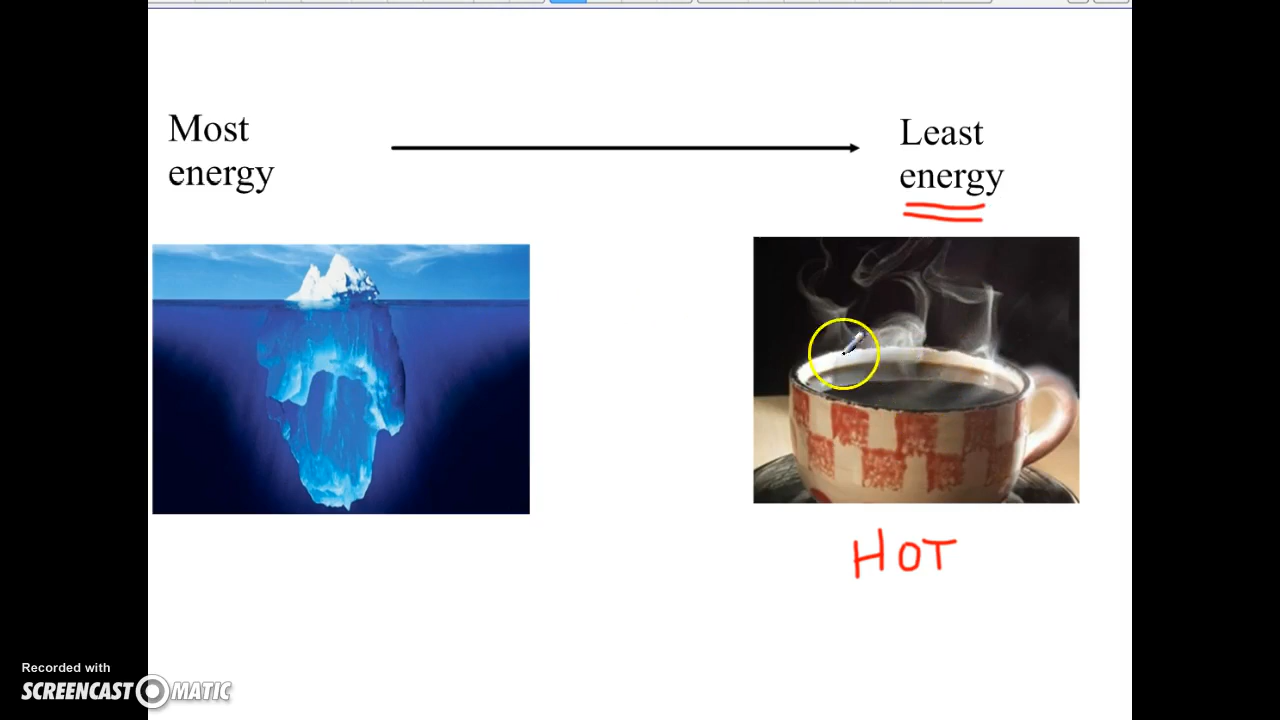 Most
energy
Least
energy
HOT
Recorded with
SCREENCAST MATIC